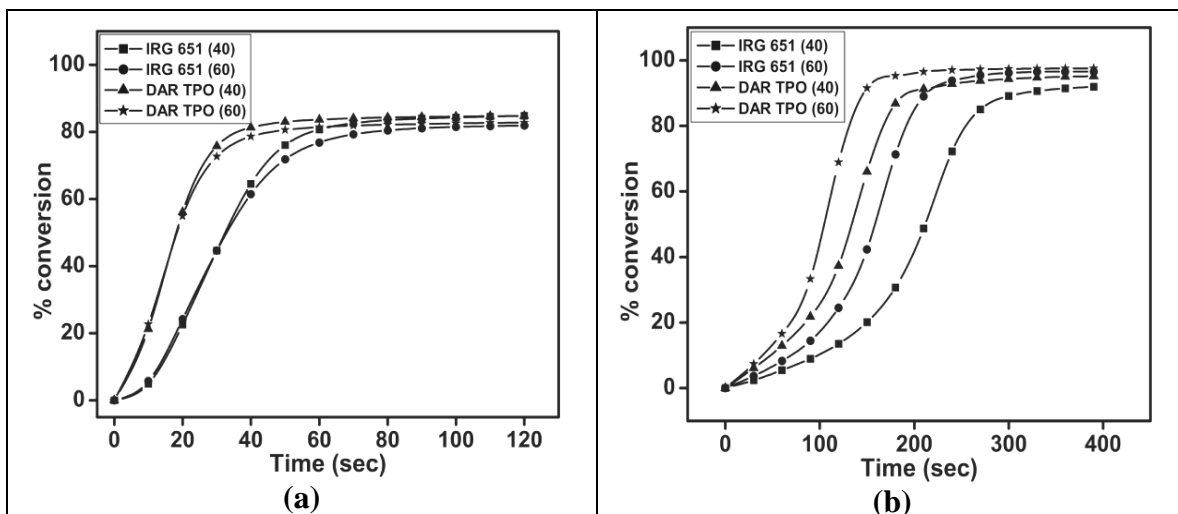 IRG 651 (40)
IRG 651 (60)
DAR TPO (40)
DAR TPO (60)
100
80
60
40
20
0
% conversion
0 20 40 60 80 100 120
Time (sec)
(a)
IRG 651 (40)
IRG 651 (60)
DAR TPO (40)
DAR TPO (60)
100
80
60
40
20
0
% conversion
0 100 200 300 400
Time (sec)
(b)